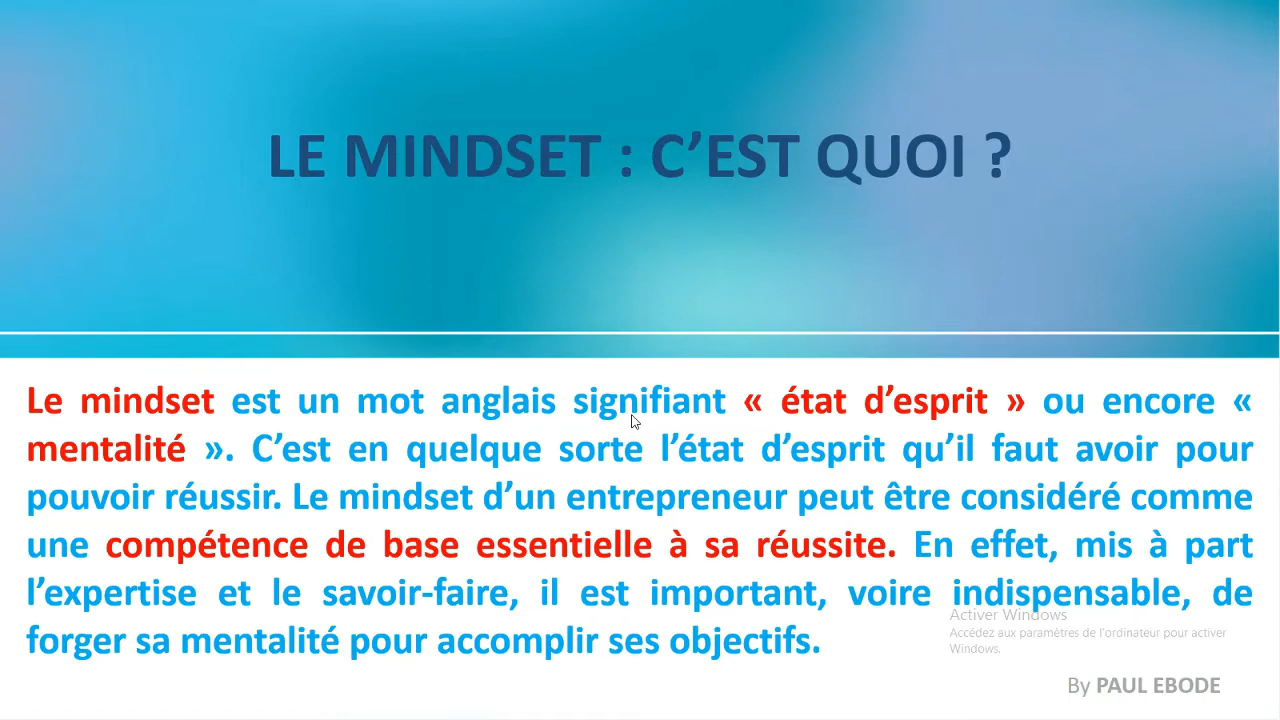 LE MINDSET : C’EST QUOI ?
Le mindset est un mot anglais signifiant « état d’esprit » ou encore «
mentalité ». C’est en quelque sorte l’état d’esprit qu’il faut avoir pour
pouvoir réussir. Le mindset d’un entrepreneur peut être considéré comme
une compétence de base essentielle à sa réussite. En effet, mis à part
l’expertise et le savoir-faire, il est important, voire indispensable, de
forger sa mentalité pour accomplir ses objectifs.
Activer Windows
Accédez aux paramètres de l'ordinateur pour activer
Windows.
By PAUL EBODE